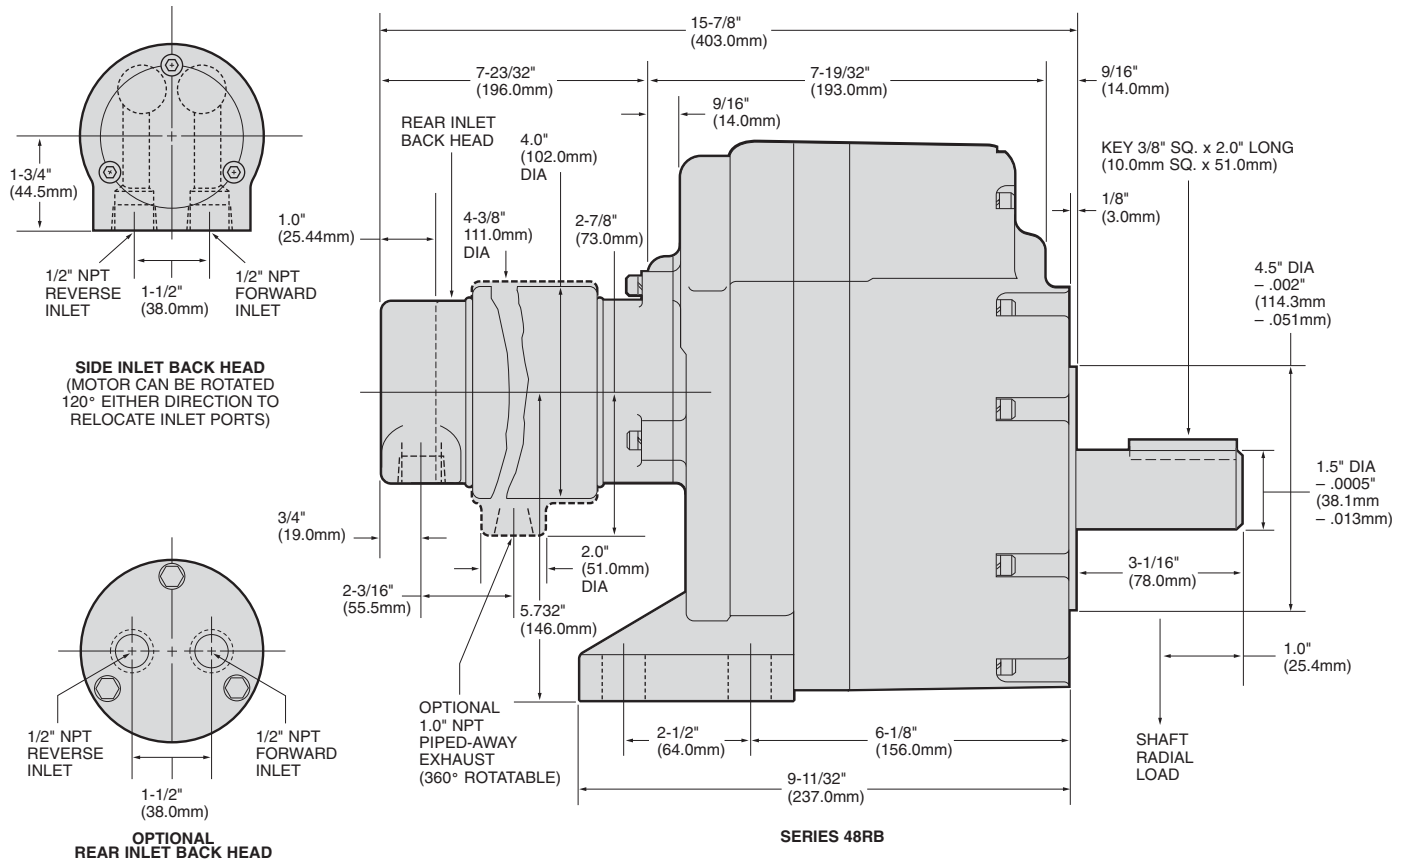 15-7/8"
(403.0mm)
7-23/32"
(196.0mm)
7-19/32"
(193.0mm)
9/16"
(14.0mm)
9/16"
(14.0mm)
REAR INLET
BACK HEAD
4.0"
(102.0mm)
DIA
KEY 3/8" SQ. x 2.0" LONG
(10.0mm SQ. x 51.0mm)
1-3/4"
(44.5mm)
1.0"
(25.44mm)
4-3/8"
111.0mm)
DIA
2-7/8"
(73.0mm)
1/8"
(3.0mm)
1/2" NPT
REVERSE
INLET
1-1/2"
(38.0mm)
1/2" NPT
FORWARD
INLET
4.5" DIA
– .002"
(114.3mm
– .051mm)
SIDE INLET BACK HEAD
(MOTOR CAN BE ROTATED
120° EITHER DIRECTION TO
RELOCATE INLET PORTS)
1.5" DIA
– .0005"
(38.1mm
– .013mm)
3/4"
(19.0mm)
2-3/16"
(55.5mm)
2.0"
(51.0mm)
DIA
5.732"
(146.0mm)
3-1/16"
(78.0mm)
1.0"
(25.4mm)
OPTIONAL
1.0" NPT
PIPED-AWAY
EXHAUST
(360° ROTATABLE)
2-1/2"
(64.0mm)
6-1/8"
(156.0mm)
9-11/32"
(237.0mm)
SHAFT
RADIAL
LOAD
1/2" NPT
REVERSE
INLET
1/2" NPT
FORWARD
INLET
1-1/2"
(38.0mm)
OPTIONAL
REAR INLET BACK HEAD
SERIES 48RB